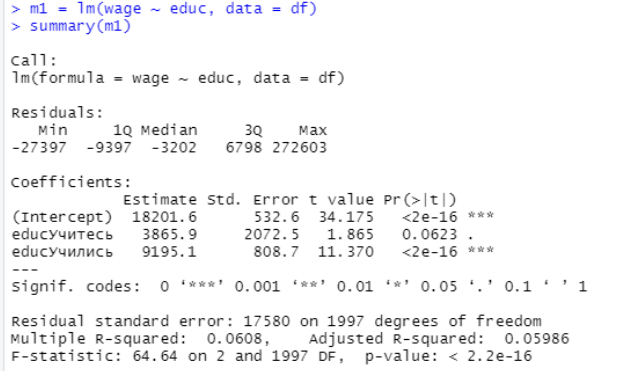 > m1 = lm(wage ~ educ, data = df)
> summary(m1)
Call:
lm(formula = wage ~ educ, data = df)
Residuals:
   Min     1Q Median     3Q    Max
-27397  -9397  -3202   6798 272603
Coefficients:
            Estimate Std. Error t value Pr(>|t|)
(Intercept)  18201.6      532.6  34.175   <2e-16 ***
educУчитесь   3865.9     2072.5   1.865   0.0623 .
educУчились   9195.1      808.7  11.370   <2e-16 ***
---
Signif. codes:  0 ‘***’ 0.001 ‘**’ 0.01 ‘*’ 0.05 ‘.’ 0.1 ‘ ’ 1
Residual standard error: 17580 on 1997 degrees of freedom
Multiple R-squared:  0.0608,    Adjusted R-squared:  0.05986
F-statistic: 64.64 on 2 and 1997 DF,  p-value: < 2.2e-16